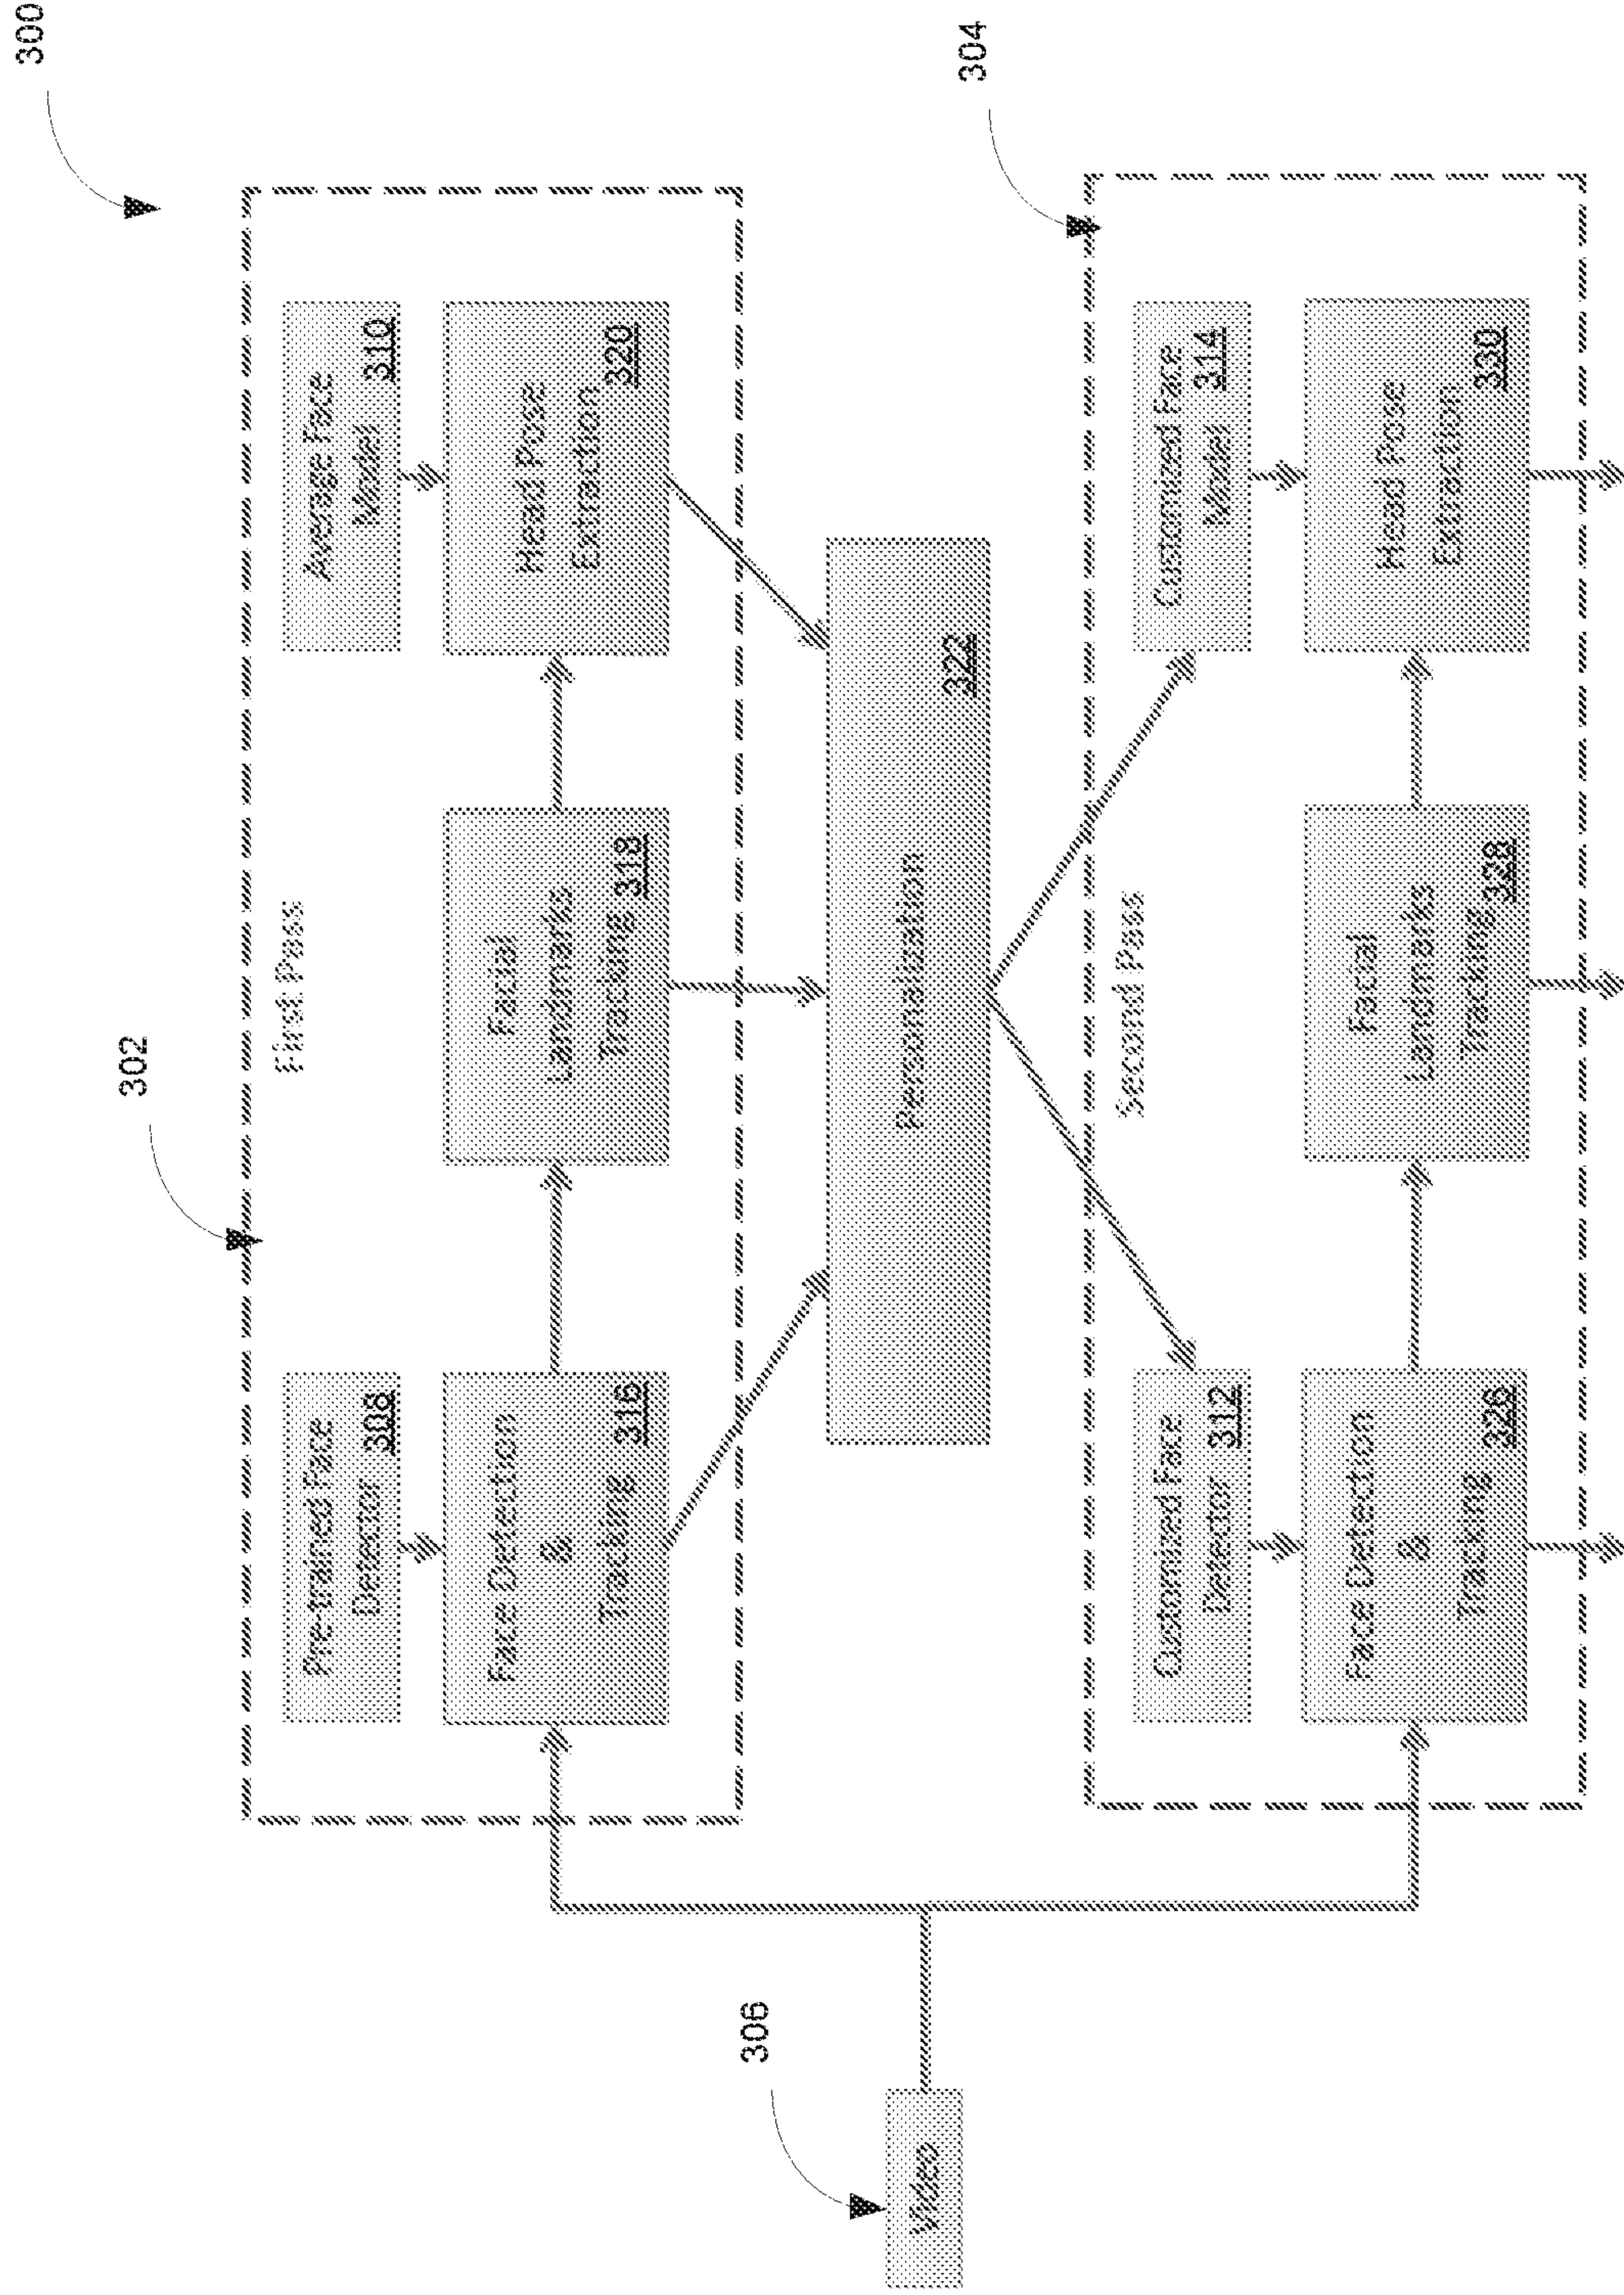 300
302
First Pass
Pre-trained Face
Detector 308
Average Face
Model 310
Face Detection
&
Tracking 316
Facial
Landmarks
Tracking 318
Head Pose
Extraction 320
306
Video
Personalization
322
304
Second Pass
Customized Face
Detector 312
Customized Face
Model 314
Face Detection
&
Tracking 326
Facial
Landmarks
Tracking 328
Head Pose
Extraction 330